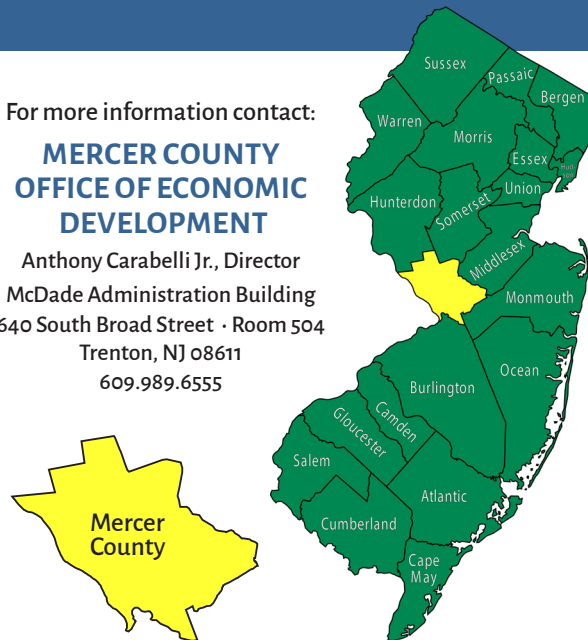 For more information contact:
MERCER COUNTY
OFFICE OF ECONOMIC
DEVELOPMENT
Anthony Carabelli Jr., Director
McDade Administration Building
640 South Broad Street · Room 504
Trenton, NJ 08611
609.989.6555
Mercer
County
Sussex
Passaic
Bergen
Warren
Morris
Essex
Hud
son
Union
Hunterdon
Somerset
Middlesex
Monmouth
Ocean
Burlington
Camden
Gloucester
Salem
Atlantic
Cumberland
Cape
May